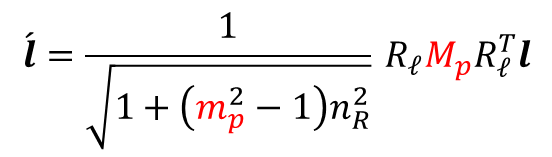 ĺ = 1 / √(1 + (m_p^2 − 1)n_R^2) R_ℓ M_p R_ℓ^T l